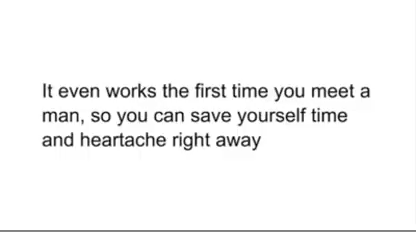 It even works the first time you meet a
man, so you can save yourself time
and heartache right away